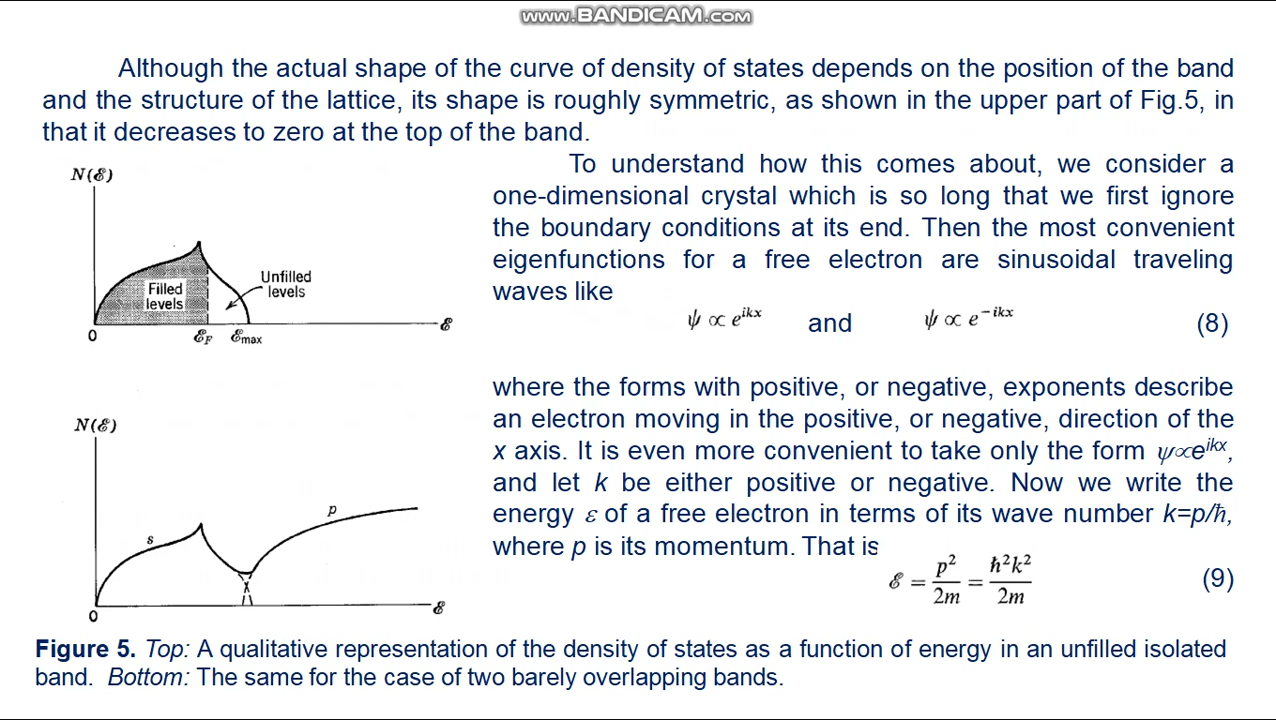 www.BANDICAM.com
Although the actual shape of the curve of density of states depends on the position of the band
and the structure of the lattice, its shape is roughly symmetric, as shown in the upper part of Fig.5, in
that it decreases to zero at the top of the band.
N(ℰ)
Filled
levels
Unfilled
levels
0
ℰF
ℰmax
ℰ
To understand how this comes about, we consider a
one-dimensional crystal which is so long that we first ignore
the boundary conditions at its end. Then the most convenient
eigenfunctions for a free electron are sinusoidal traveling
waves like
ψ ∝ e^{ikx} and ψ ∝ e^{−ikx} (8)
where the forms with positive, or negative, exponents describe
an electron moving in the positive, or negative, direction of the
x axis. It is even more convenient to take only the form ψ∝e^{ikx},
and let k be either positive or negative. Now we write the
energy ε of a free electron in terms of its wave number k=p/ħ,
where p is its momentum. That is
ℰ = p²/2m = ħ²k²/2m (9)
N(ℰ)
s
p
0
ℰ
Figure 5. Top: A qualitative representation of the density of states as a function of energy in an unfilled isolated
band. Bottom: The same for the case of two barely overlapping bands.